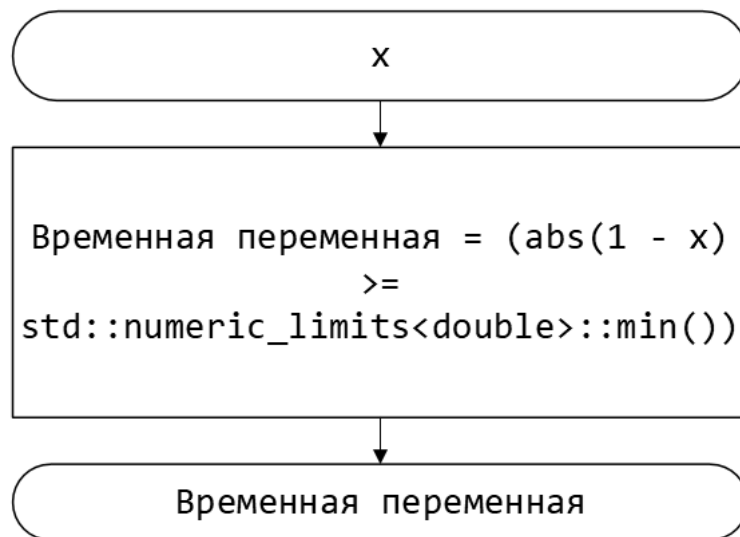 x
Временная переменная = (abs(1 - x)
>=
std::numeric_limits<double>::min())
Временная переменная